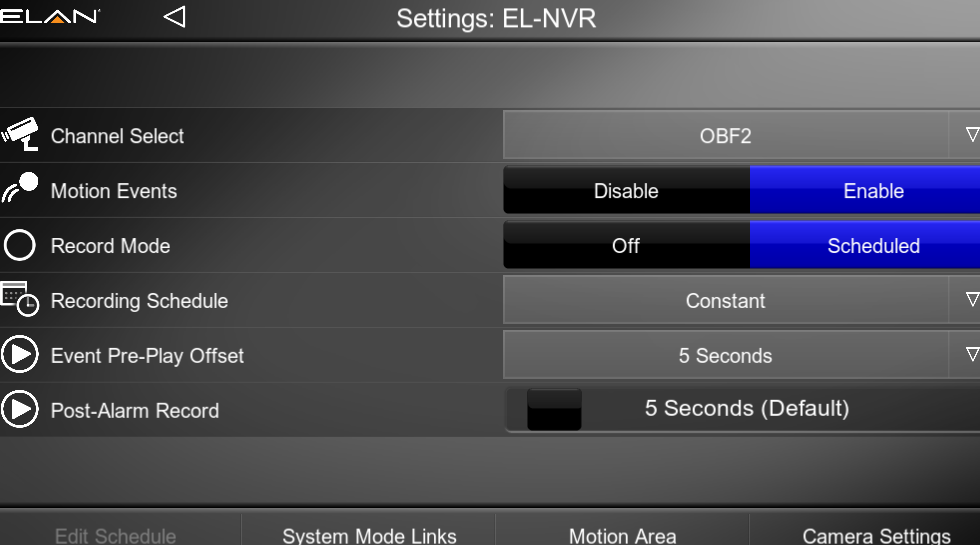 ELAN
Settings: EL-NVR
Channel Select
OBF2
Motion Events
Disable
Enable
Record Mode
Off
Scheduled
Recording Schedule
Constant
Event Pre-Play Offset
5 Seconds
Post-Alarm Record
5 Seconds (Default)
Edit Schedule
System Mode Links
Motion Area
Camera Settings